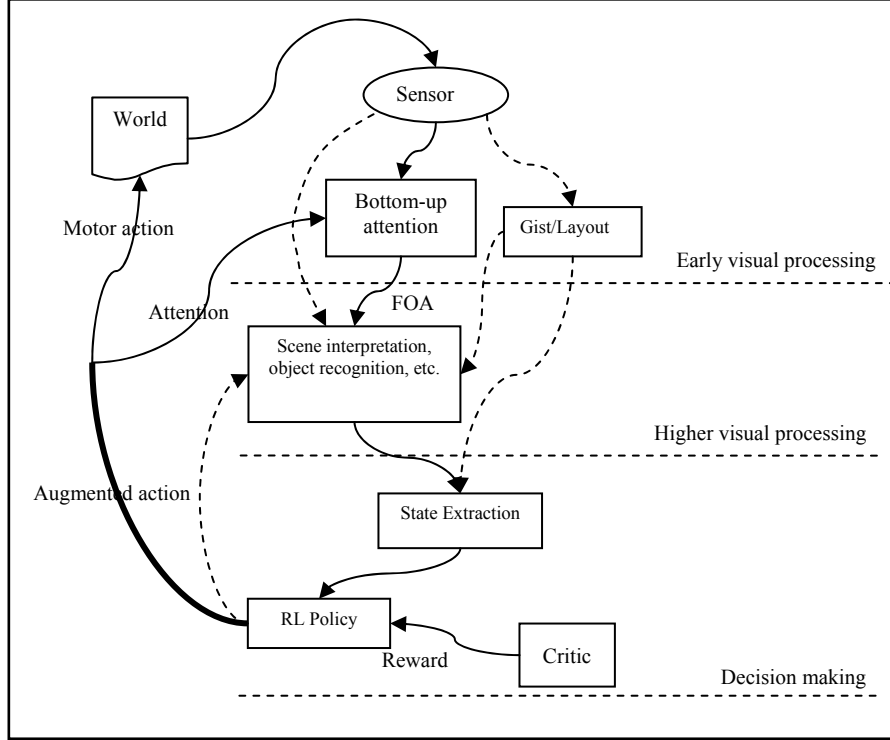 Sensor
World
Bottom-up
attention
Gist/Layout
Motor action
Early visual processing
Attention
FOA
Scene interpretation,
object recognition, etc.
Higher visual processing
Augmented action
State Extraction
RL Policy
Reward
Critic
Decision making